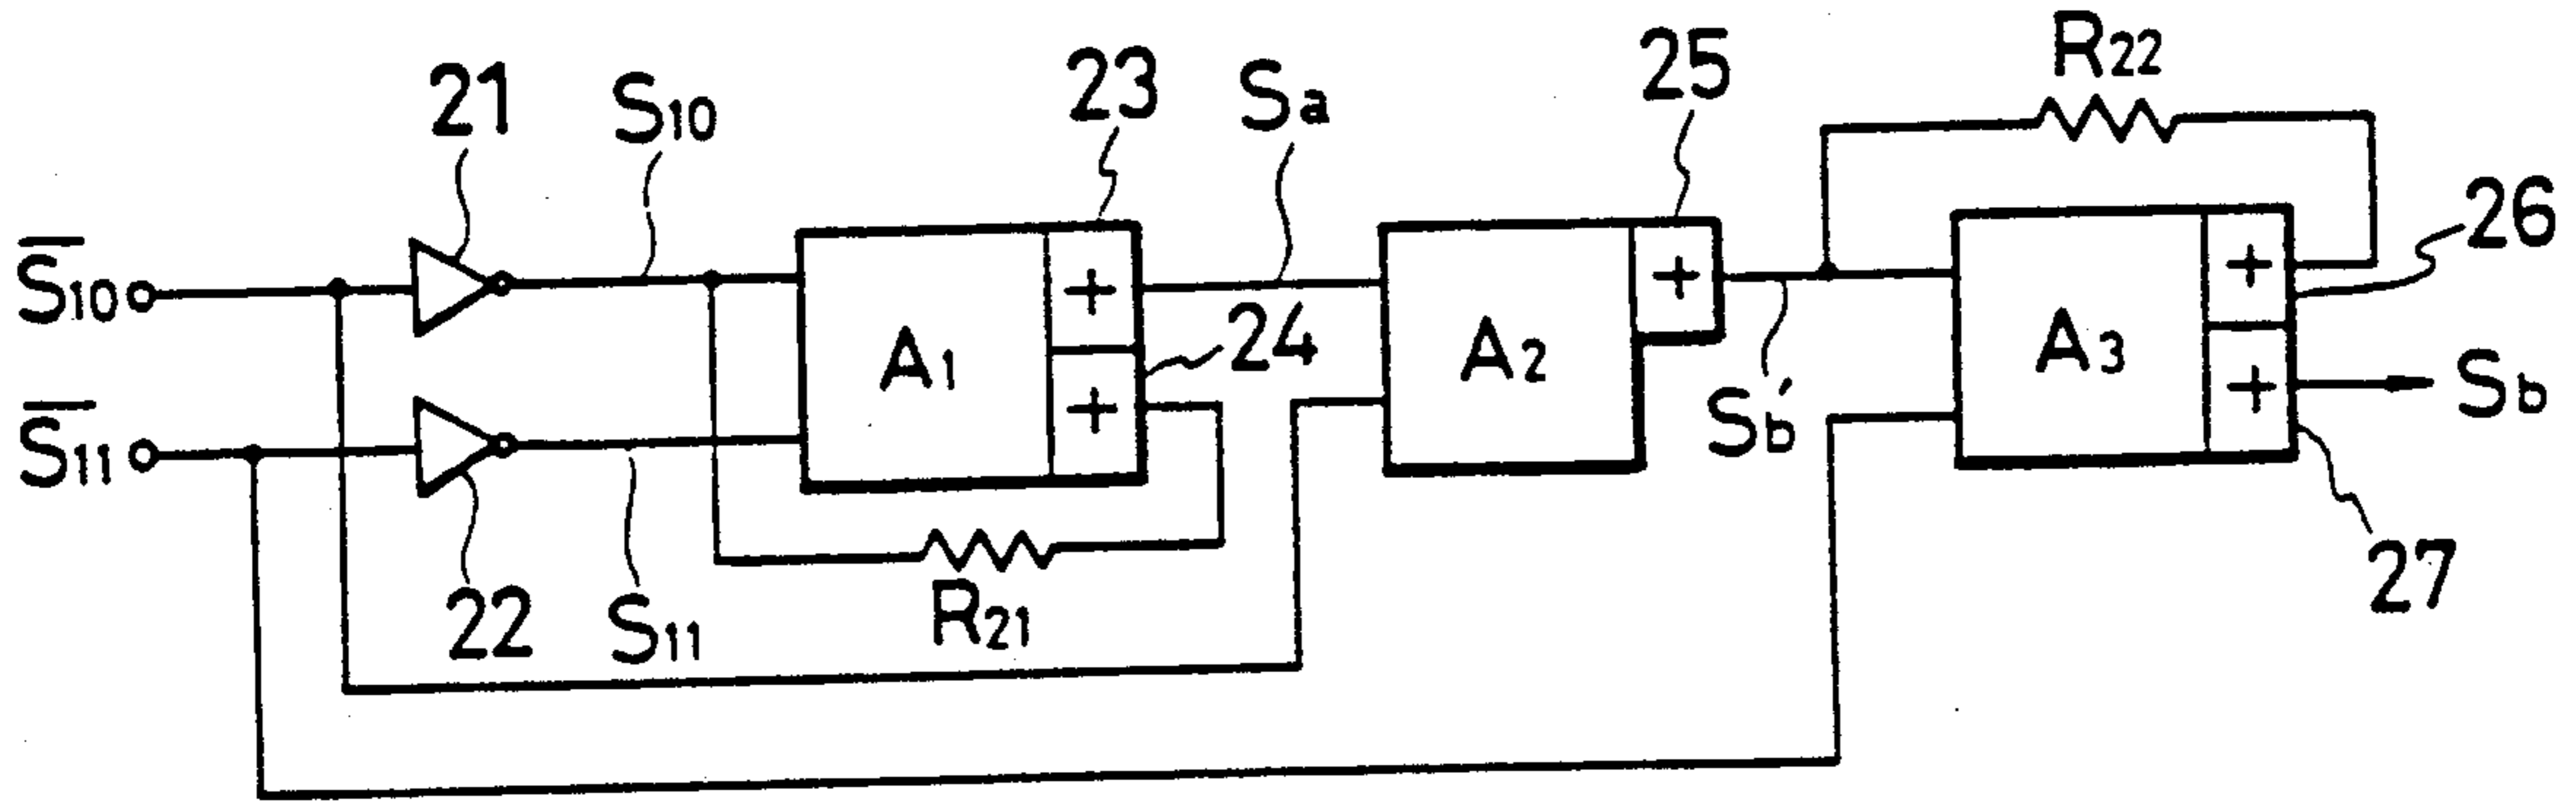 21
S10
23
Sa
25
R22
S̅10
26
+
+
+
24
A1
A2
A3
S̅11
+
+
Sb
Sb'
22
S11
R21
27